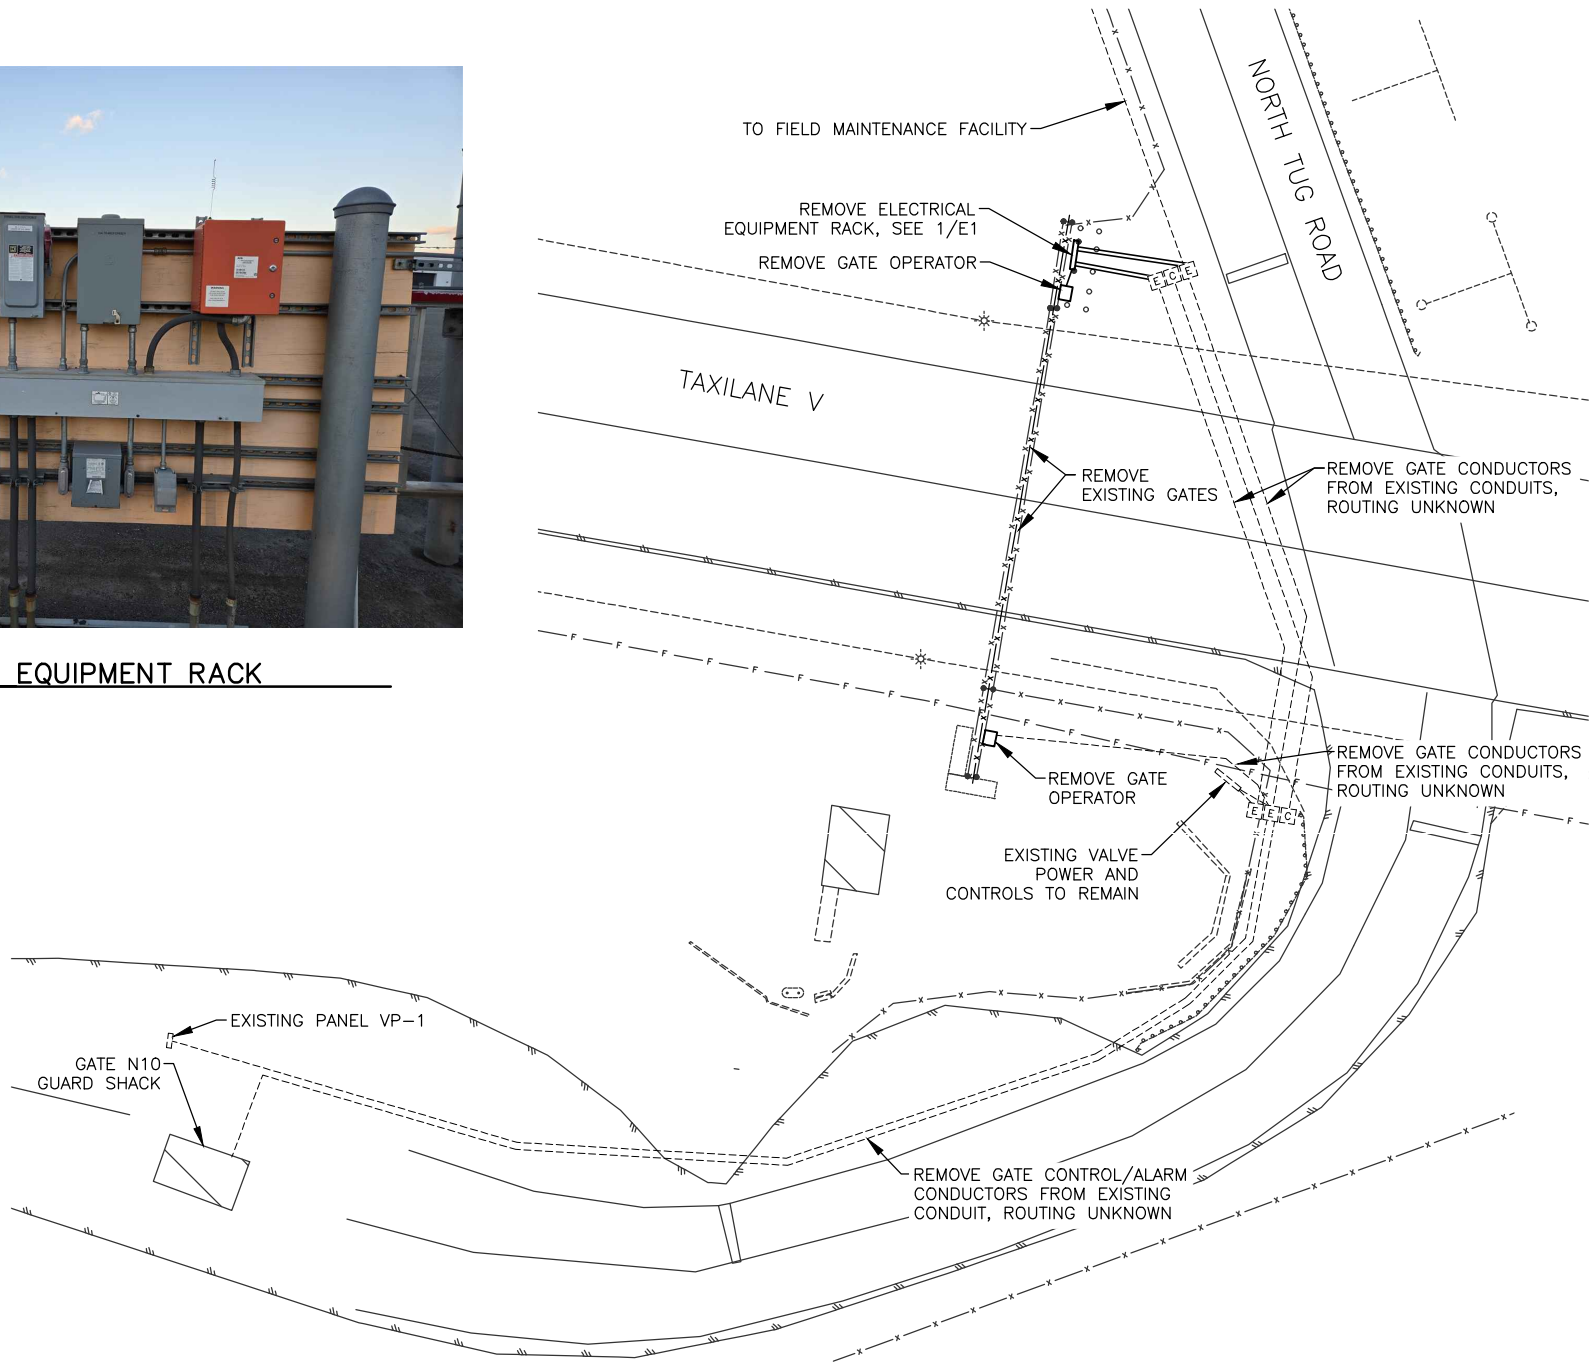 TO FIELD MAINTENANCE FACILITY
NORTH TUG ROAD
REMOVE ELECTRICAL
EQUIPMENT RACK, SEE 1/E1
REMOVE GATE OPERATOR
E C E
TAXILANE V
REMOVE
EXISTING GATES
REMOVE GATE CONDUCTORS
FROM EXISTING CONDUITS,
ROUTING UNKNOWN
EQUIPMENT RACK
REMOVE GATE CONDUCTORS
FROM EXISTING CONDUITS,
ROUTING UNKNOWN
REMOVE GATE
OPERATOR
E E C
EXISTING VALVE
POWER AND
CONTROLS TO REMAIN
EXISTING PANEL VP-1
GATE N10
GUARD SHACK
REMOVE GATE CONTROL/ALARM
CONDUCTORS FROM EXISTING
CONDUIT, ROUTING UNKNOWN